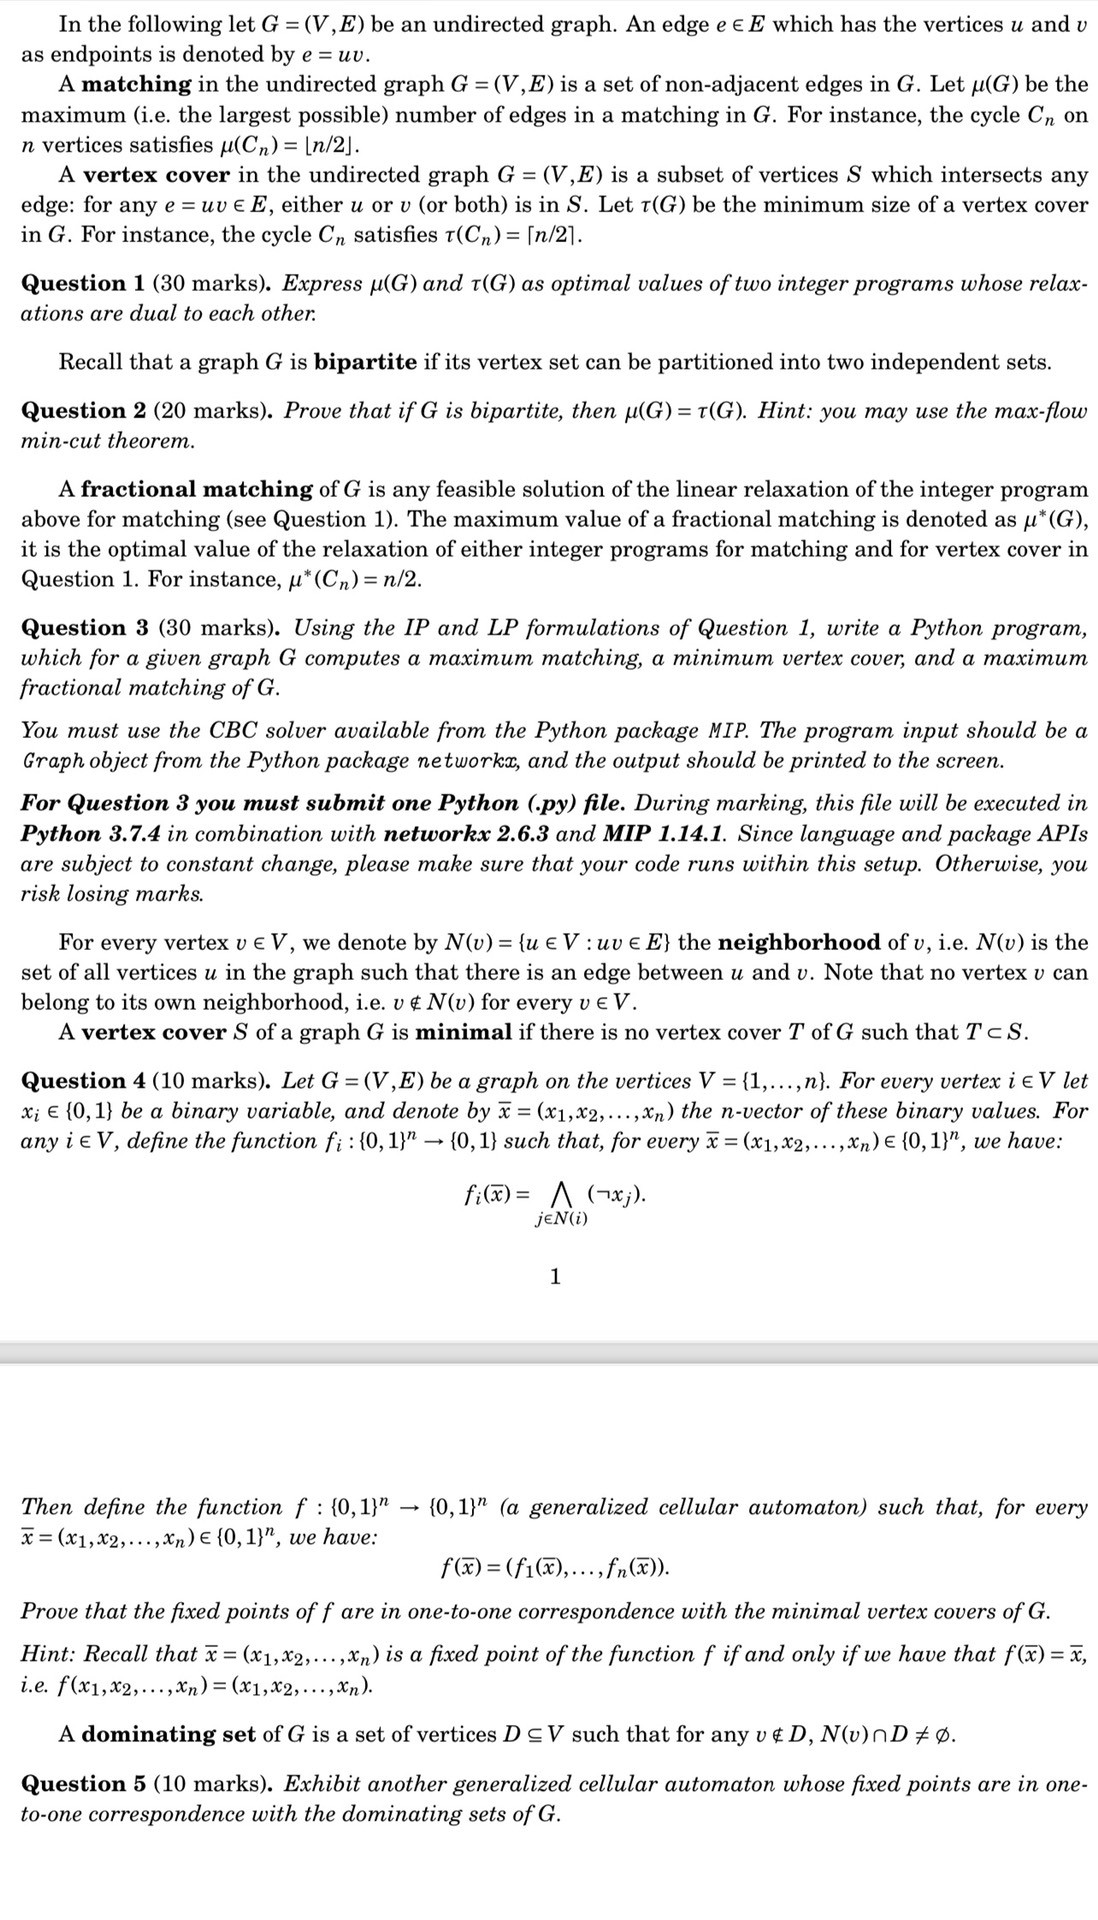 In the following let G = (V,E) be an undirected graph. An edge e ∈ E which has the vertices u and v
as endpoints is denoted by e = uv.
A matching in the undirected graph G = (V,E) is a set of non-adjacent edges in G. Let μ(G) be the
maximum (i.e. the largest possible) number of edges in a matching in G. For instance, the cycle Cₙ on
n vertices satisfies μ(Cₙ) = ⌊n/2⌋.
A vertex cover in the undirected graph G = (V,E) is a subset of vertices S which intersects any
edge: for any e = uv ∈ E, either u or v (or both) is in S. Let τ(G) be the minimum size of a vertex cover
in G. For instance, the cycle Cₙ satisfies τ(Cₙ) = ⌈n/2⌉.
Question 1 (30 marks). Express μ(G) and τ(G) as optimal values of two integer programs whose relax-
ations are dual to each other.
Recall that a graph G is bipartite if its vertex set can be partitioned into two independent sets.
Question 2 (20 marks). Prove that if G is bipartite, then μ(G) = τ(G). Hint: you may use the max-flow
min-cut theorem.
A fractional matching of G is any feasible solution of the linear relaxation of the integer program
above for matching (see Question 1). The maximum value of a fractional matching is denoted as μ*(G),
it is the optimal value of the relaxation of either integer programs for matching and for vertex cover in
Question 1. For instance, μ*(Cₙ) = n/2.
Question 3 (30 marks). Using the IP and LP formulations of Question 1, write a Python program,
which for a given graph G computes a maximum matching, a minimum vertex cover, and a maximum
fractional matching of G.
You must use the CBC solver available from the Python package MIP. The program input should be a
Graph object from the Python package networkx, and the output should be printed to the screen.
For Question 3 you must submit one Python (.py) file. During marking, this file will be executed in
Python 3.7.4 in combination with networkx 2.6.3 and MIP 1.14.1. Since language and package APIs
are subject to constant change, please make sure that your code runs within this setup. Otherwise, you
risk losing marks.
For every vertex v ∈ V, we denote by N(v) = {u ∈ V : uv ∈ E} the neighborhood of v, i.e. N(v) is the
set of all vertices u in the graph such that there is an edge between u and v. Note that no vertex v can
belong to its own neighborhood, i.e. v ∉ N(v) for every v ∈ V.
A vertex cover S of a graph G is minimal if there is no vertex cover T of G such that T ⊂ S.
Question 4 (10 marks). Let G = (V,E) be a graph on the vertices V = {1,...,n}. For every vertex i ∈ V let
xᵢ ∈ {0,1} be a binary variable, and denote by x̅ = (x₁,x₂,...,xₙ) the n-vector of these binary values. For
any i ∈ V, define the function fᵢ : {0,1}ⁿ → {0,1} such that, for every x̅ = (x₁,x₂,...,xₙ) ∈ {0,1}ⁿ, we have:
fᵢ(x̅) = ⋀ (¬xⱼ).
j∈N(i)
1
Then define the function f : {0,1}ⁿ → {0,1}ⁿ (a generalized cellular automaton) such that, for every
x̅ = (x₁,x₂,...,xₙ) ∈ {0,1}ⁿ, we have:
f(x̅) = (f₁(x̅),...,fₙ(x̅)).
Prove that the fixed points of f are in one-to-one correspondence with the minimal vertex covers of G.
Hint: Recall that x̅ = (x₁,x₂,...,xₙ) is a fixed point of the function f if and only if we have that f(x̅) = x̅,
i.e. f(x₁,x₂,...,xₙ) = (x₁,x₂,...,xₙ).
A dominating set of G is a set of vertices D ⊆ V such that for any v ∉ D, N(v)∩D ≠ ∅.
Question 5 (10 marks). Exhibit another generalized cellular automaton whose fixed points are in one-
to-one correspondence with the dominating sets of G.